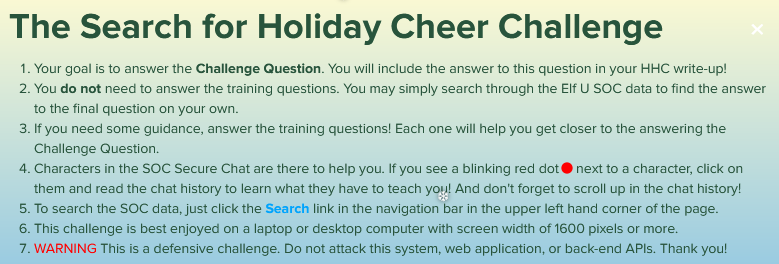 The Search for Holiday Cheer Challenge
1. Your goal is to answer the Challenge Question. You will include the answer to this question in your HHC write-up!
2. You do not need to answer the training questions. You may simply search through the Elf U SOC data to find the answer
to the final question on your own.
3. If you need some guidance, answer the training questions! Each one will help you get closer to the answering the
Challenge Question.
4. Characters in the SOC Secure Chat are there to help you. If you see a blinking red dot next to a character, click on
them and read the chat history to learn what they have to teach you! And don't forget to scroll up in the chat history!
5. To search the SOC data, just click the Search link in the navigation bar in the upper left hand corner of the page.
6. This challenge is best enjoyed on a laptop or desktop computer with screen width of 1600 pixels or more.
7. WARNING This is a defensive challenge. Do not attack this system, web application, or back-end APIs. Thank you!